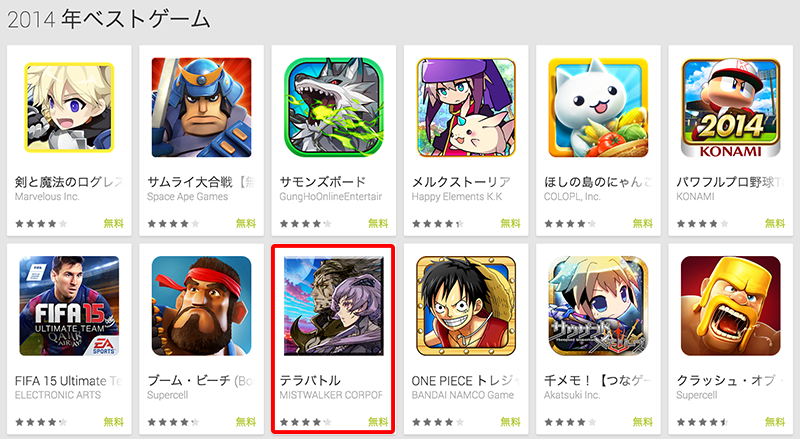 2014 年ベストゲーム
2014
KONAMI
剣と魔法のログレス
Marvelous Inc.
無料
サムライ大合戦【無
Space Ape Games
無料
サモンズボード
GungHoOnlineEntertair
無料
メルクストーリア
Happy Elements K.K
無料
ほしの島のにゃんこ
COLOPL, Inc.
無料
パワフルプロ野球
KONAMI
無料
FIFA
FIFA 15
ULTIMATE TEAM
EA
SPORTS
FIFA 15 Ultimate Te
ELECTRONIC ARTS
無料
ブーム・ビーチ (Bo
Supercell
無料
テラバトル
MISTWALKER CORPOR
無料
ONE PIECE トレジャ
BANDAI NAMCO Game
無料
千メモ！【つなゲー
Akatsuki Inc.
無料
クラッシュ・オブ・
Supercell
無料